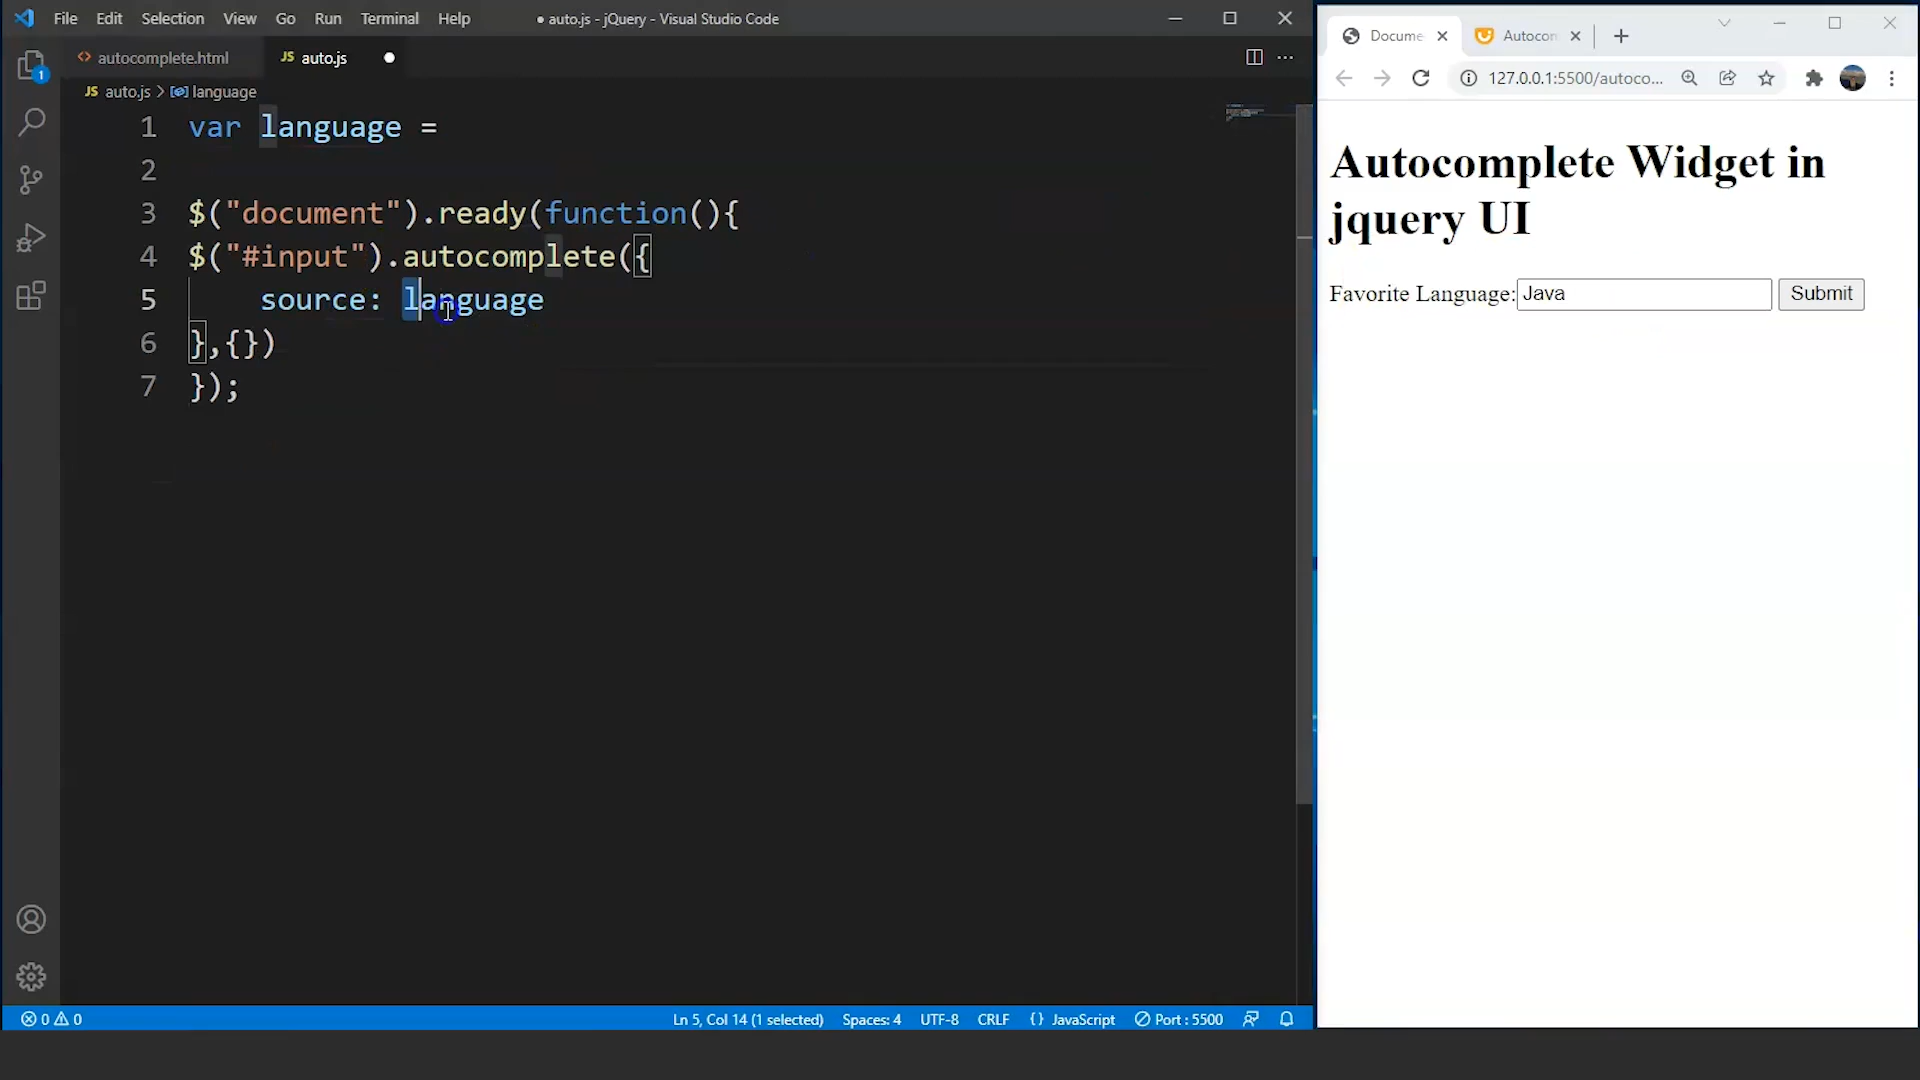 File Edit Selection View Go Run Terminal Help ● auto.js - jQuery - Visual Studio Code
autocomplete.html JS auto.js ●
JS auto.js > language
1 var language =
2
3 $("document").ready(function(){
4 $("#input").autocomplete({
5 source: language
6 },{})
7 });
1
0 0 Ln 5, Col 14 (1 selected) Spaces: 4 UTF-8 CRLF {} JavaScript Port : 5500
Docume Autocom
127.0.0.1:5500/autoco...
Autocomplete Widget in
jquery UI
Favorite Language: Java Submit